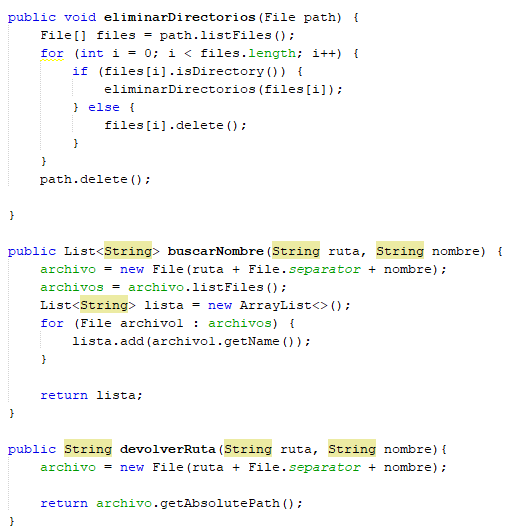 public void eliminarDirectorios(File path) {
    File[] files = path.listFiles();
    for (int i = 0; i < files.length; i++) {
        if (files[i].isDirectory()) {
            eliminarDirectorios(files[i]);
        } else {
            files[i].delete();
        }
    }
    path.delete();

}

public List<String> buscarNombre(String ruta, String nombre) {
    archivo = new File(ruta + File.separator + nombre);
    archivos = archivo.listFiles();
    List<String> lista = new ArrayList<>();
    for (File archivo1 : archivos) {
        lista.add(archivo1.getName());
    }

    return lista;
}

public String devolverRuta(String ruta, String nombre){
    archivo = new File(ruta + File.separator + nombre);

    return archivo.getAbsolutePath();
}